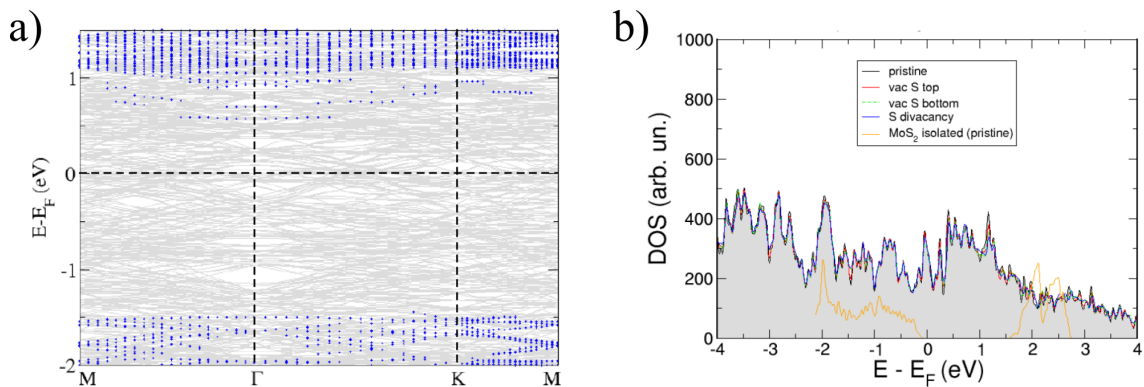 a)
E-E_F (eV)
1
0
-1
-2
M
Γ
K
M
b)
DOS (arb. un.)
1000
800
600
400
200
0
pristine
vac S top
vac S bottom
S divacancy
MoS₂ isolated (pristine)
-4
-3
-2
-1
0
1
2
3
4
E - E_F (eV)